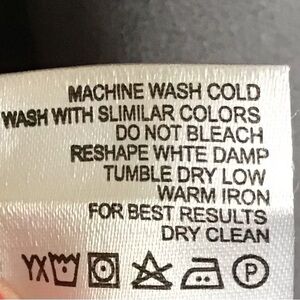 MACHINE WASH COLD
WASH WITH SLIMILAR COLORS
DO NOT BLEACH
RESHAPE WHTE DAMP
TUMBLE DRY LOW
WARM IRON
FOR BEST RESULTS
DRY CLEAN
YX P